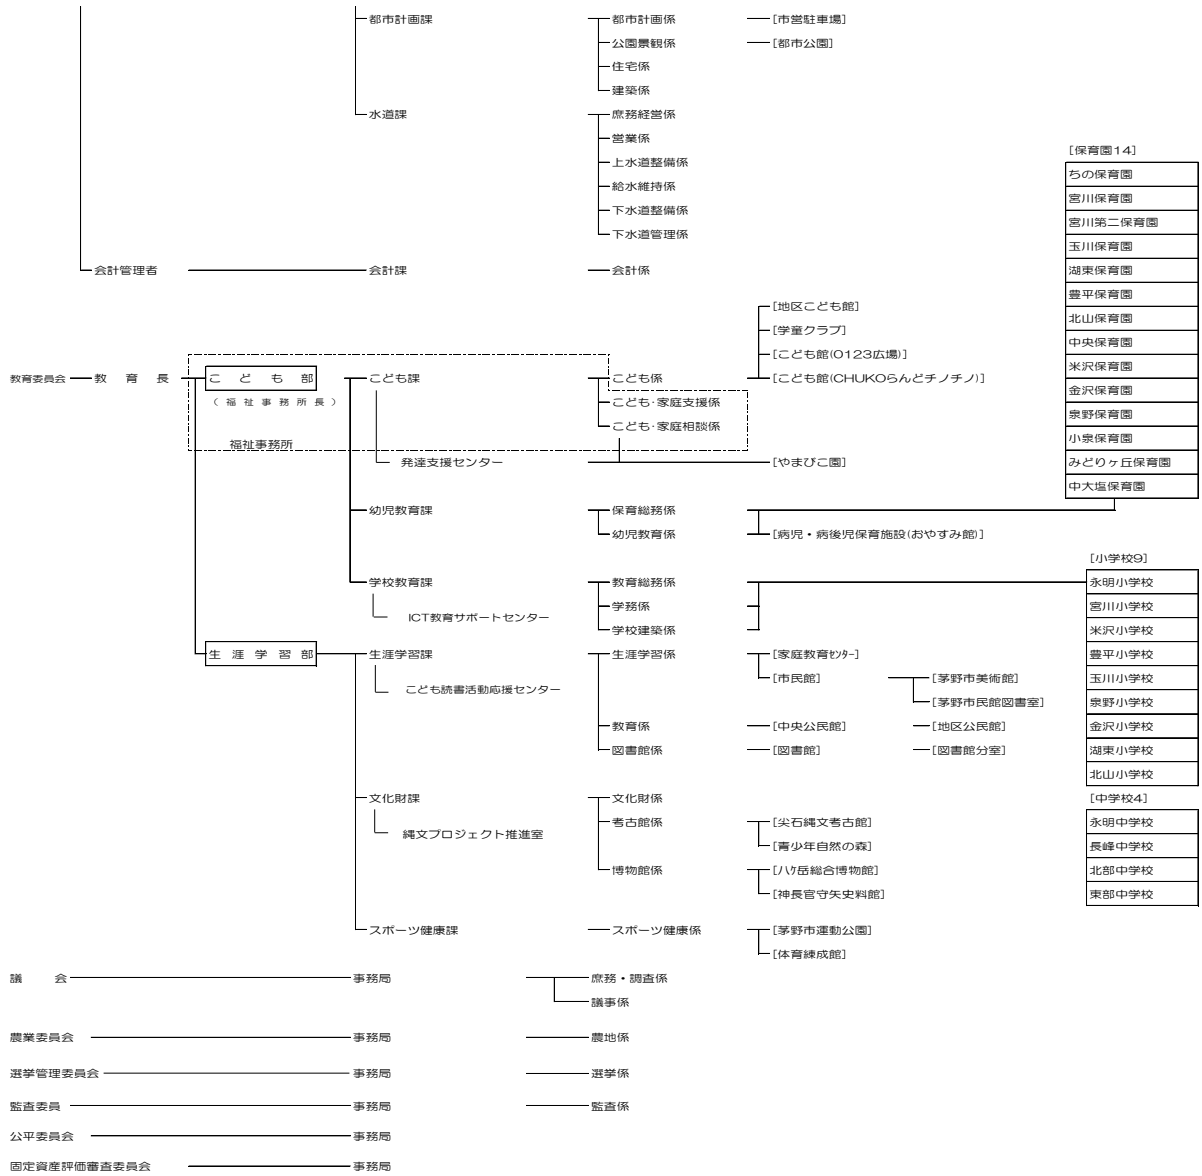 都市計画課 都市計画係 [市営駐車場]
公園景観係 [都市公園]
住宅係
建築係
水道課 庶務経営係
営業係
上水道整備係
給水維持係
下水道整備係
下水道管理係
会計管理者 会計課 会計係
[保育園14]
ちの保育園
宮川保育園
宮川第二保育園
玉川保育園
湖東保育園
豊平保育園
北山保育園
中央保育園
米沢保育園
金沢保育園
泉野保育園
小泉保育園
みどりヶ丘保育園
中大塩保育園
[地区こども館]
[学童クラブ]
[こども館(0123広場)]
教育委員会 教育長 こども部 こども課 こども係 [こども館(CHUKOらんどチノチノ)]
(福祉事務所長) こども・家庭支援係
こども・家庭相談係
福祉事務所
発達支援センター [やまびこ園]
幼児教育課 保育総務係
幼児教育係 [病児・病後児保育施設(おやすみ館)]
学校教育課 教育総務係
学務係
ICT教育サポートセンター
学校建築係
[小学校9]
永明小学校
宮川小学校
米沢小学校
豊平小学校
玉川小学校
泉野小学校
金沢小学校
湖東小学校
北山小学校
[中学校4]
永明中学校
長峰中学校
北部中学校
東部中学校
生涯学習部 生涯学習課 生涯学習係 [家庭教育ｾﾝﾀｰ]
[市民館] [茅野市美術館]
こども読書活動応援センター
[茅野市民館図書室]
教育係 [中央公民館] [地区公民館]
図書館係 [図書館] [図書館分室]
文化財課 文化財係
考古館係 [尖石縄文考古館]
縄文プロジェクト推進室
[青少年自然の森]
博物館係 [八ｹ岳総合博物館]
[神長官守矢史料館]
スポーツ健康課 スポーツ健康係 [茅野市運動公園]
[体育練成館]
議会 事務局 庶務・調査係
議事係
農業委員会 事務局 農地係
選挙管理委員会 事務局 選挙係
監査委員 事務局 監査係
公平委員会 事務局
固定資産評価審査委員会 事務局